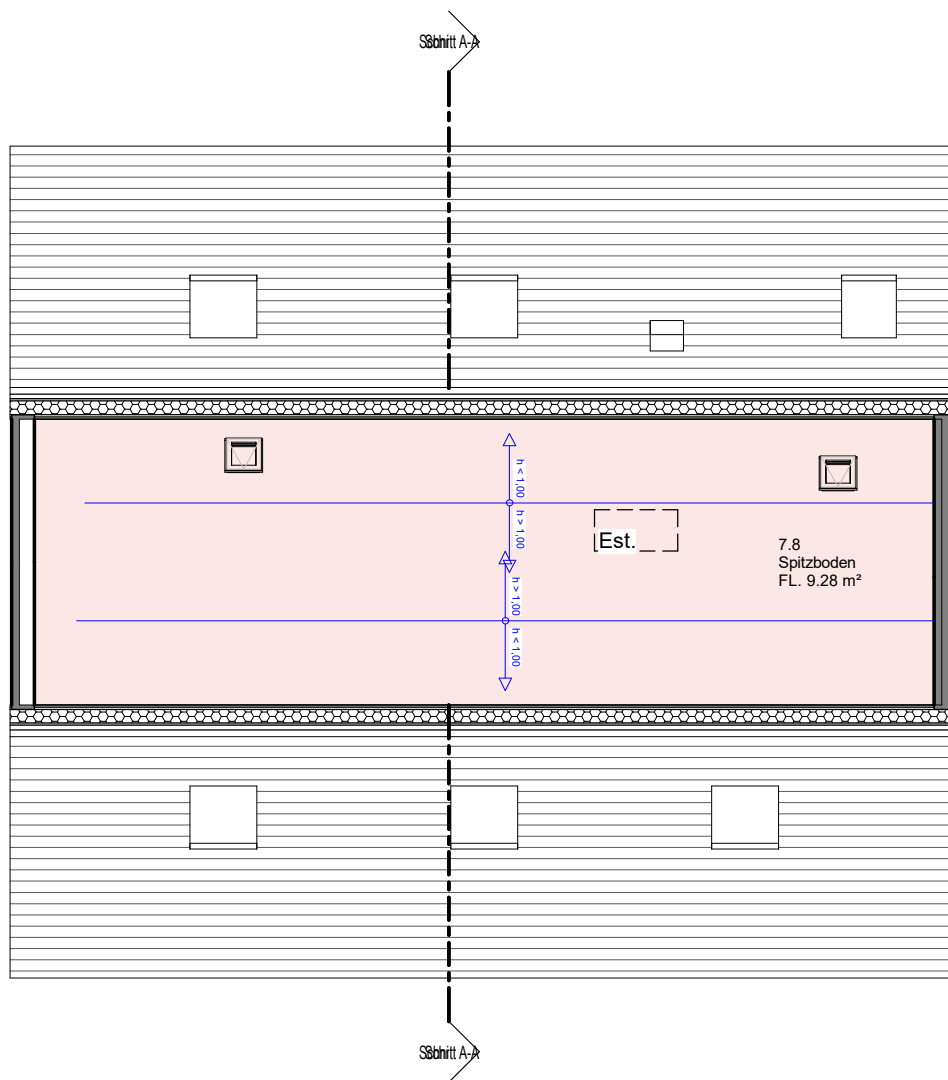 Schnitt A-A
h < 1,00
h > 1,00
Est.
7.8
Spitzboden
FL. 9.28 m²
h > 1,00
h < 1,00
Schnitt A-A